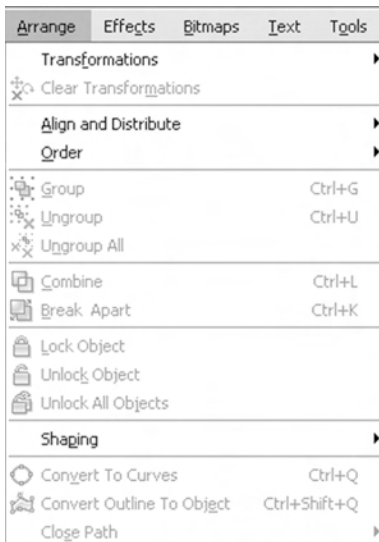 Arrange Effects Bitmaps Text Tools
Transformations
Clear Transformations
Align and Distribute
Order
Group Ctrl+G
Ungroup Ctrl+U
Ungroup All
Combine Ctrl+L
Break Apart Ctrl+K
Lock Object
Unlock Object
Unlock All Objects
Shaping
Convert To Curves Ctrl+Q
Convert Outline To Object Ctrl+Shift+Q
Close Path